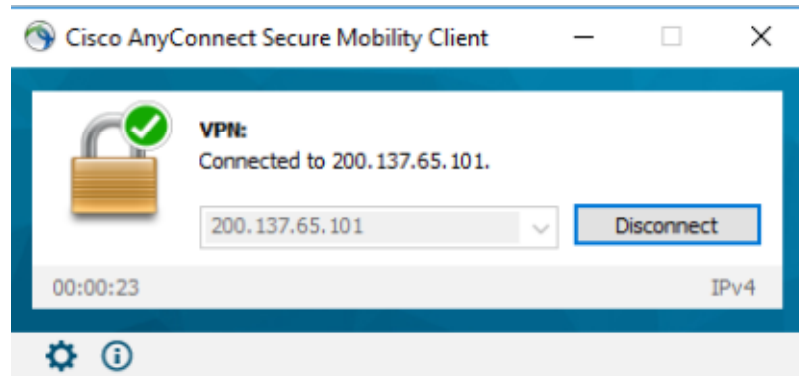 Cisco AnyConnect Secure Mobility Client
VPN:
Connected to 200.137.65.101.
200.137.65.101
Disconnect
00:00:23
IPv4